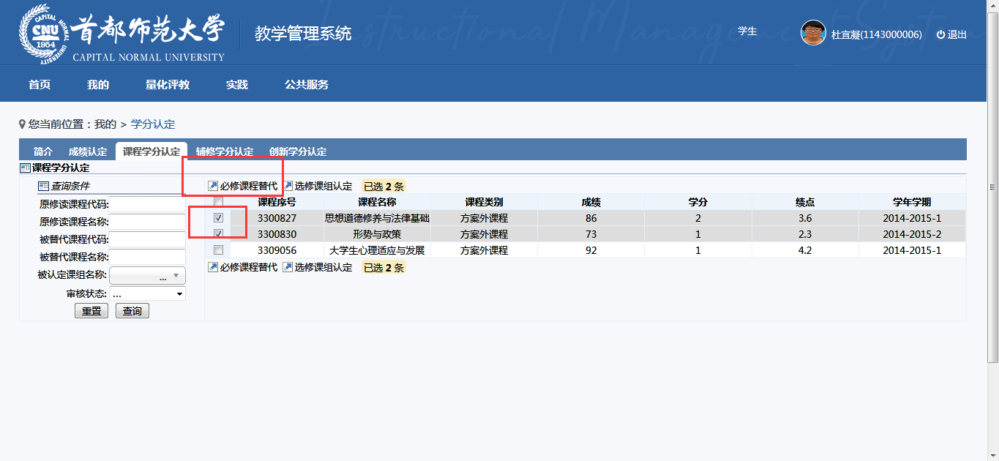 CAPITAL NORMAL UNIVERSITY
CNU
1954
首都师范大学
CAPITAL NORMAL UNIVERSITY
教学管理系统
学生
杜宜凝(1143000006)
退出
首页 我的 量化评教 实践 公共服务
您当前位置：我的 > 学分认定
简介 成绩认定 课程学分认定 辅修学分认定 创新学分认定
课程学分认定
查询条件
原修读课程代码:
原修读课程名称:
被替代课程代码:
被替代课程名称:
被认定课组名称: ...
审核状态: ...
重置 查询
必修课程替代 选修课组认定 已选 2 条
课程序号 课程名称 课程类别 成绩 学分 绩点 学年学期
3300827 思想道德修养与法律基础 方案外课程 86 2 3.6 2014-2015-1
3300830 形势与政策 方案外课程 73 1 2.3 2014-2015-2
3309056 大学生心理适应与发展 方案外课程 92 1 4.2 2014-2015-1
必修课程替代 选修课组认定 已选 2 条